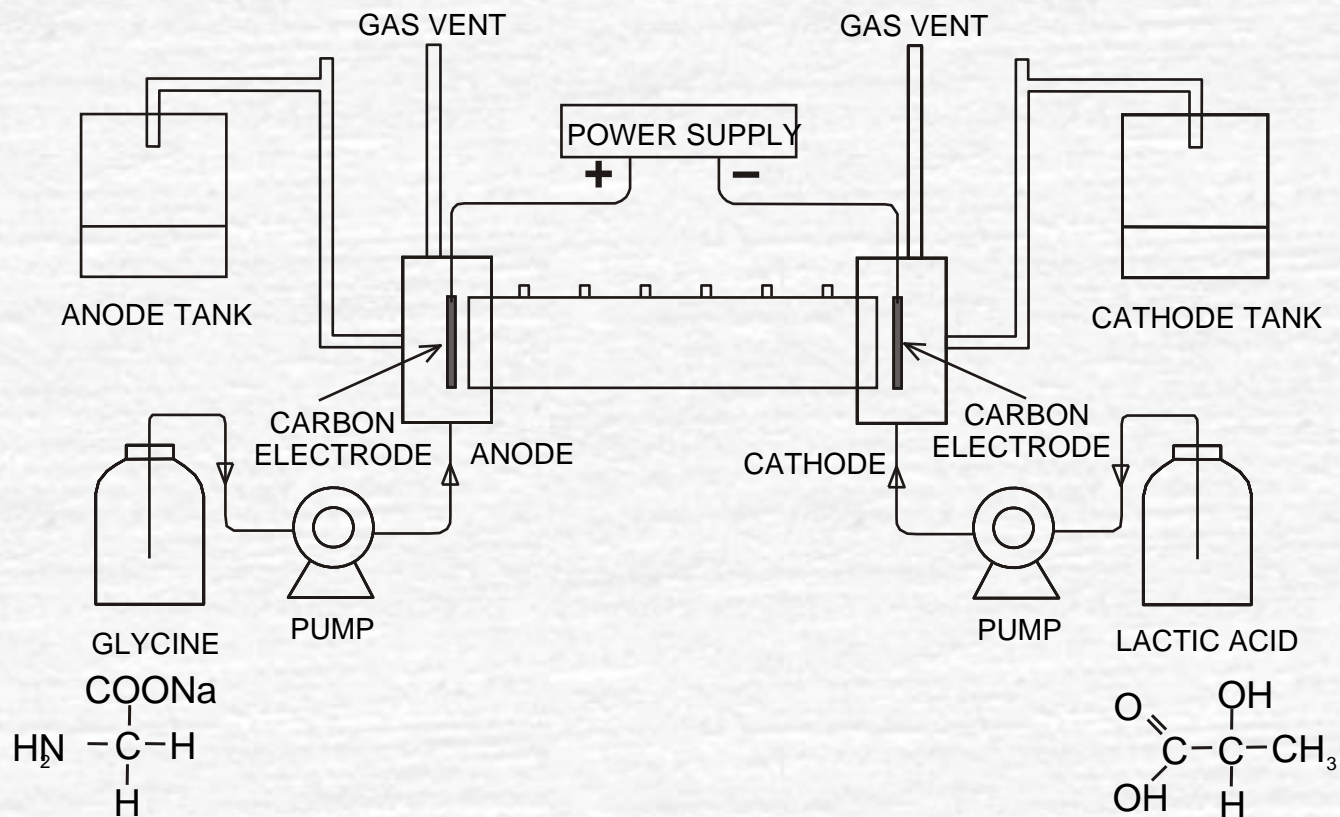 GAS VENT
GAS VENT
POWER SUPPLY
+
−
ANODE TANK
CATHODE TANK
CARBON
ELECTRODE
ANODE
CATHODE
CARBON
ELECTRODE
GLYCINE
PUMP
PUMP
LACTIC ACID
COONa
H2N – C – H
H
OH
O
C – C – CH3
OH
H